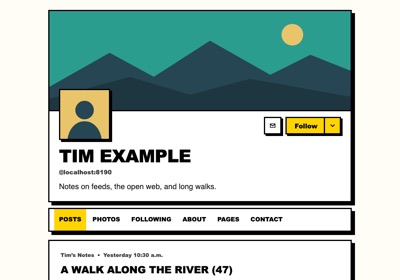 Follow
TIM EXAMPLE
@localhost:8190
Notes on feeds, the open web, and long walks.
POSTS PHOTOS FOLLOWING ABOUT PAGES CONTACT
Tim's Notes • Yesterday 10:30 a.m.
A WALK ALONG THE RIVER (47)